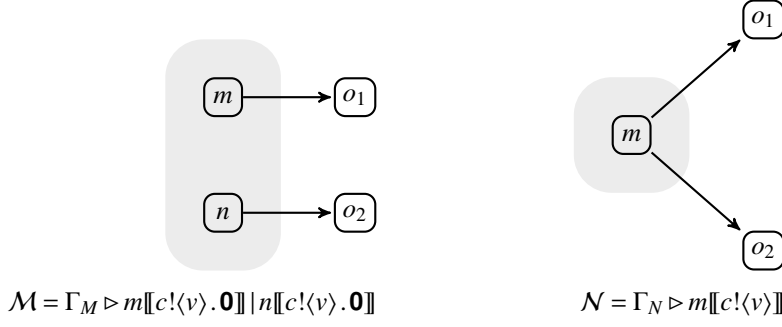 m o₁
n o₂
ℳ = Γ_M ▷ m⟦c!⟨v⟩.𝟎⟧ | n⟦c!⟨v⟩.𝟎⟧
o₁
m
o₂
𝒩 = Γ_N ▷ m⟦c!⟨v⟩⟧